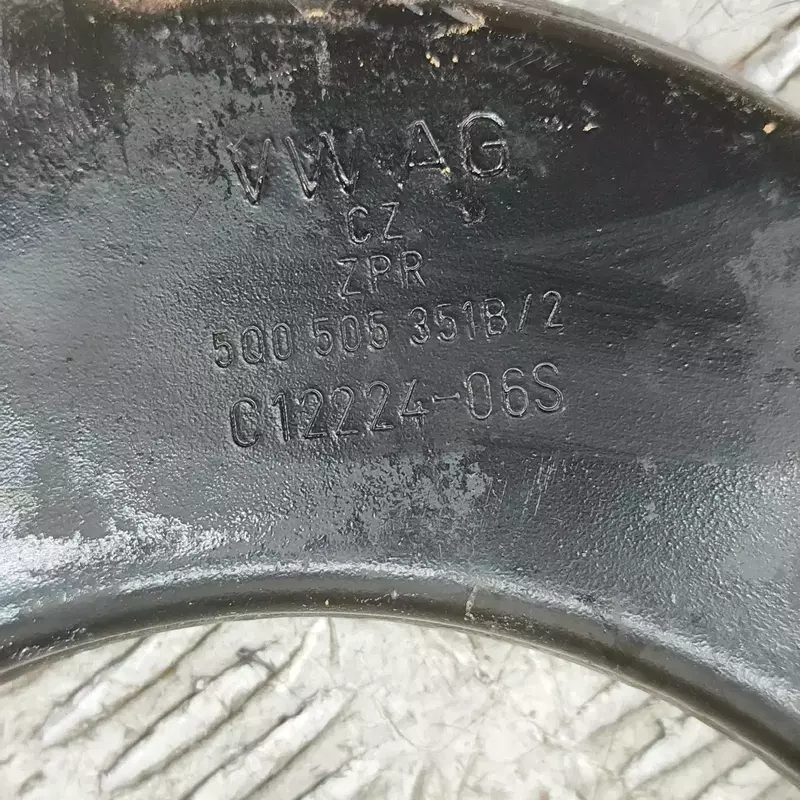 VW AG
CZ
ZPR
5Q0 505 351B/2
C12224-06S